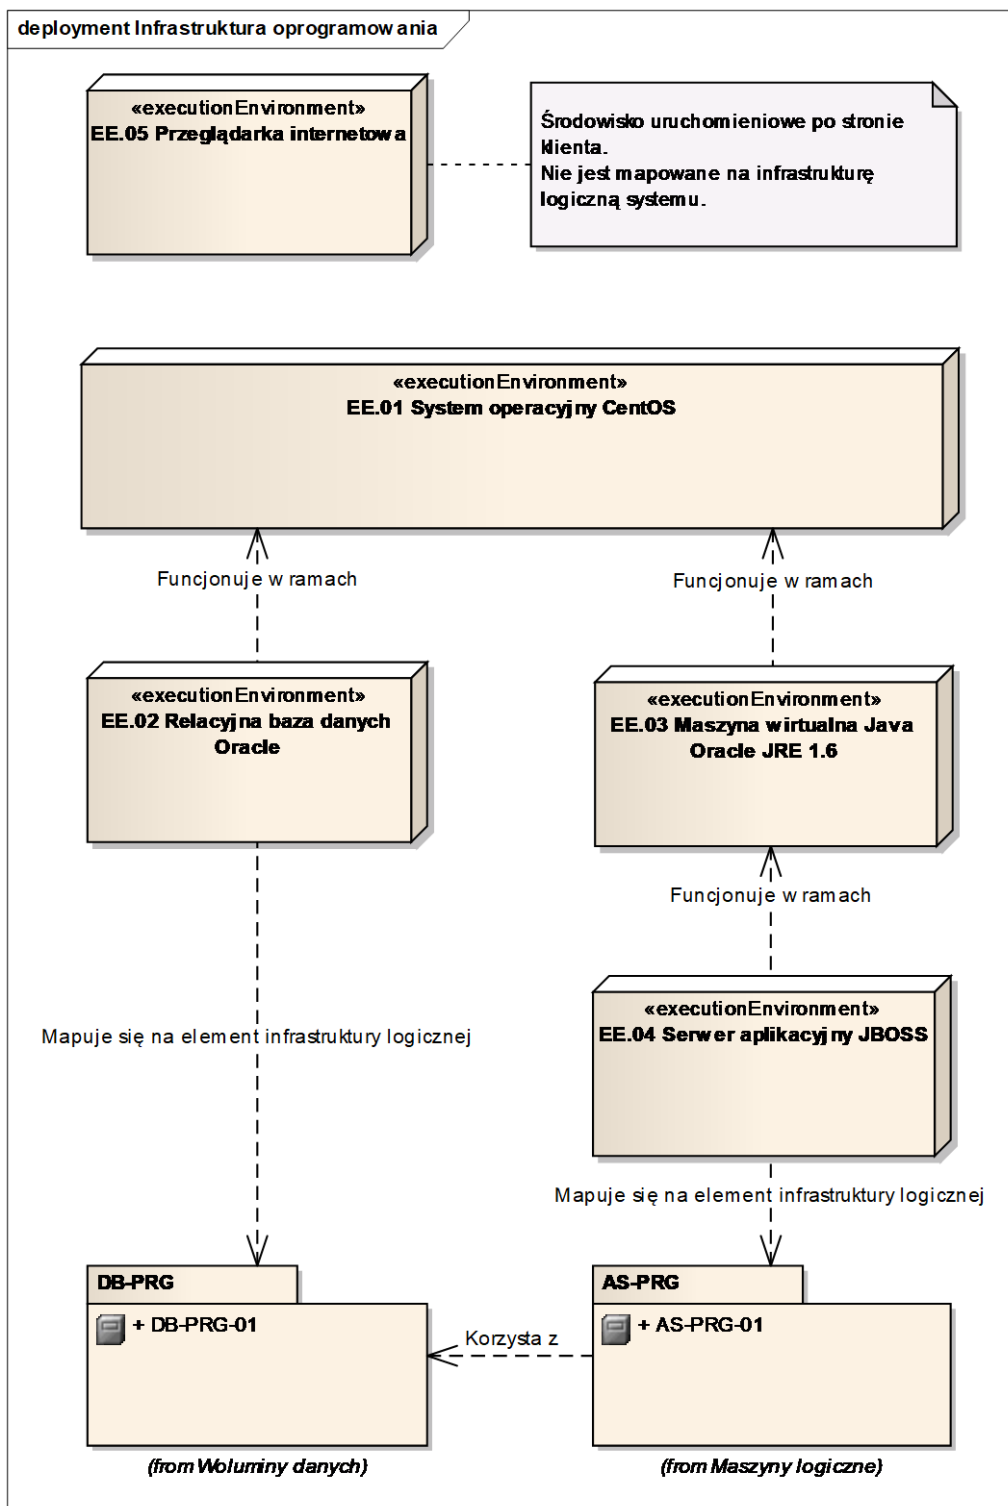 deployment Infrastruktura oprogramowania
«executionEnvironment»
EE.05 Przeglądarka internetowa
Środowisko uruchomieniowe po stronie
klienta.
Nie jest mapowane na infrastrukturę
logiczną systemu.
«executionEnvironment»
EE.01 System operacyjny CentOS
Funcjonuje w ramach
Funcjonuje w ramach
«executionEnvironment»
EE.02 Relacyjna baza danych
Oracle
«executionEnvironment»
EE.03 Maszyna wirtualna Java
Oracle JRE 1.6
Funcjonuje w ramach
«executionEnvironment»
EE.04 Serwer aplikacyjny JBOSS
Mapuje się na element infrastruktury logicznej
Mapuje się na element infrastruktury logicznej
DB-PRG
+ DB-PRG-01
AS-PRG
+ AS-PRG-01
Korzysta z
(from Woluminy danych)
(from Maszyny logiczne)